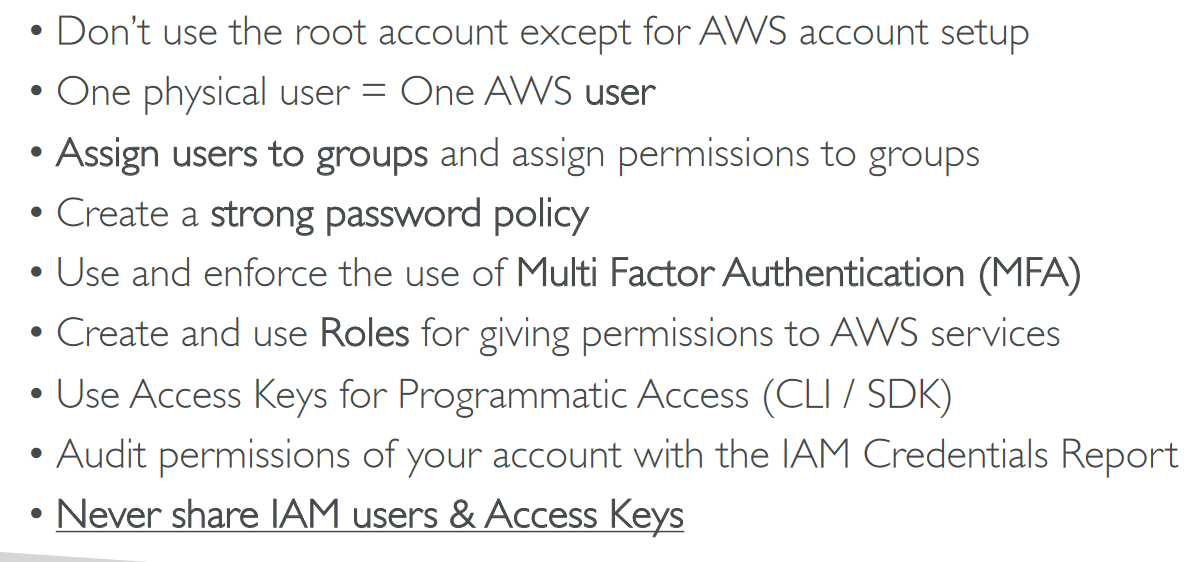 • Don’t use the root account except for AWS account setup
• One physical user = One AWS user
• Assign users to groups and assign permissions to groups
• Create a strong password policy
• Use and enforce the use of Multi Factor Authentication (MFA)
• Create and use Roles for giving permissions to AWS services
• Use Access Keys for Programmatic Access (CLI / SDK)
• Audit permissions of your account with the IAM Credentials Report
• Never share IAM users & Access Keys